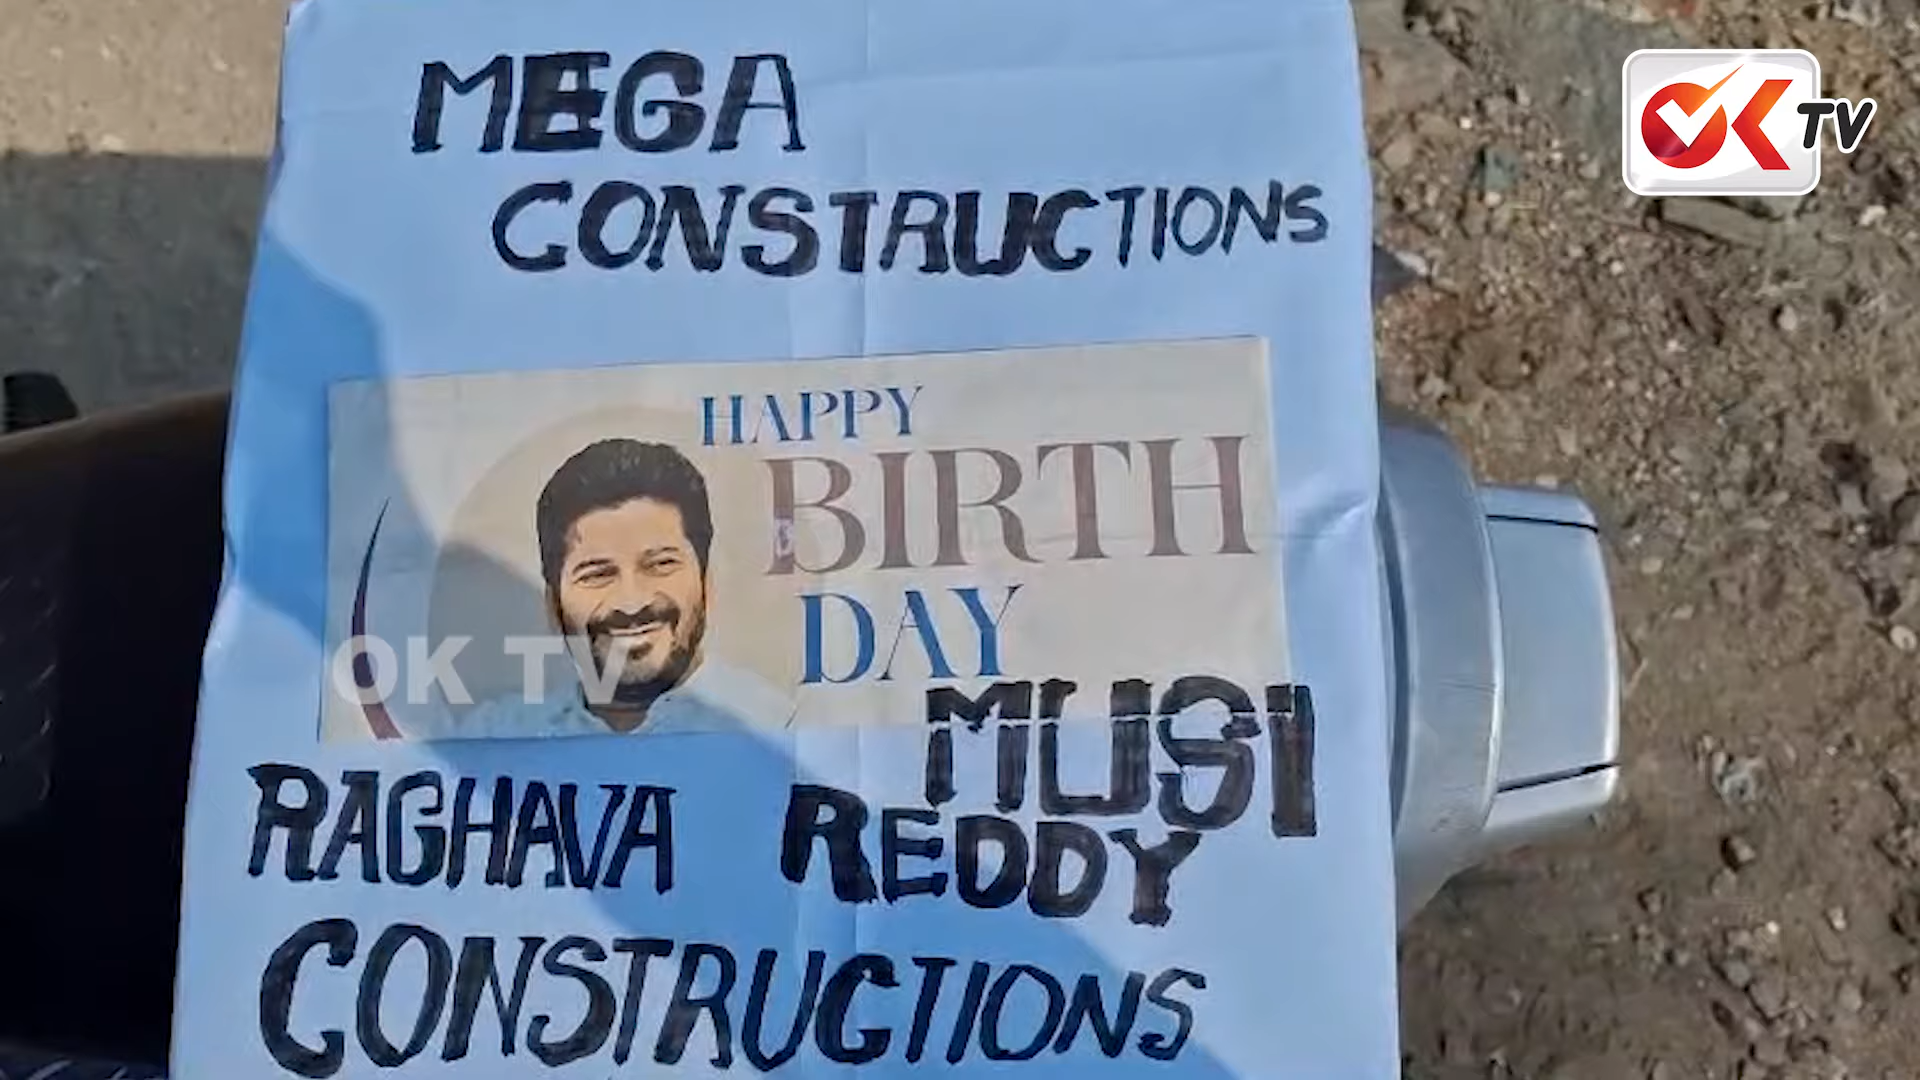 MEGA
CONSTRUCTIONS
OK TV
HAPPY
BIRTH
DAY
OK TV
MUSI
RAGHAVA REDDY
CONSTRUCTIONS